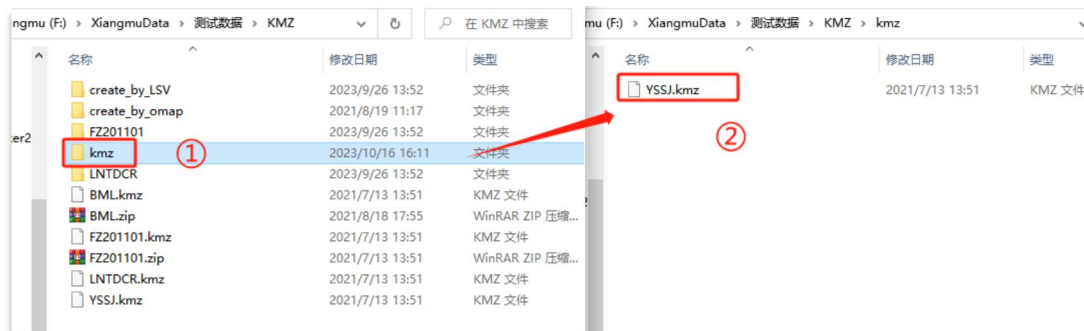 ngmu (F:) > XiangmuData > 测试数据 > KMZ
在 KMZ 中搜索
名称 修改日期 类型
create_by_LSV 2023/9/26 13:52 文件夹
create_by_omap 2021/8/19 11:17 文件夹
FZ201101 2023/9/26 13:52 文件夹
ter2
kmz ① 2023/10/16 16:11 文件夹
LNTDCR 2023/9/26 13:52 文件夹
BML.kmz 2021/7/13 13:51 KMZ 文件
BML.zip 2021/8/18 17:55 WinRAR ZIP 压缩...
FZ201101.kmz 2021/7/13 13:51 KMZ 文件
FZ201101.zip 2021/7/13 13:51 WinRAR ZIP 压缩...
LNTDCR.kmz 2021/7/13 13:51 KMZ 文件
YSSJ.kmz 2021/7/13 13:51 KMZ 文件
mu (F:) > XiangmuData > 测试数据 > KMZ > kmz
名称 修改日期 类型
YSSJ.kmz 2021/7/13 13:51 KMZ 文件
②